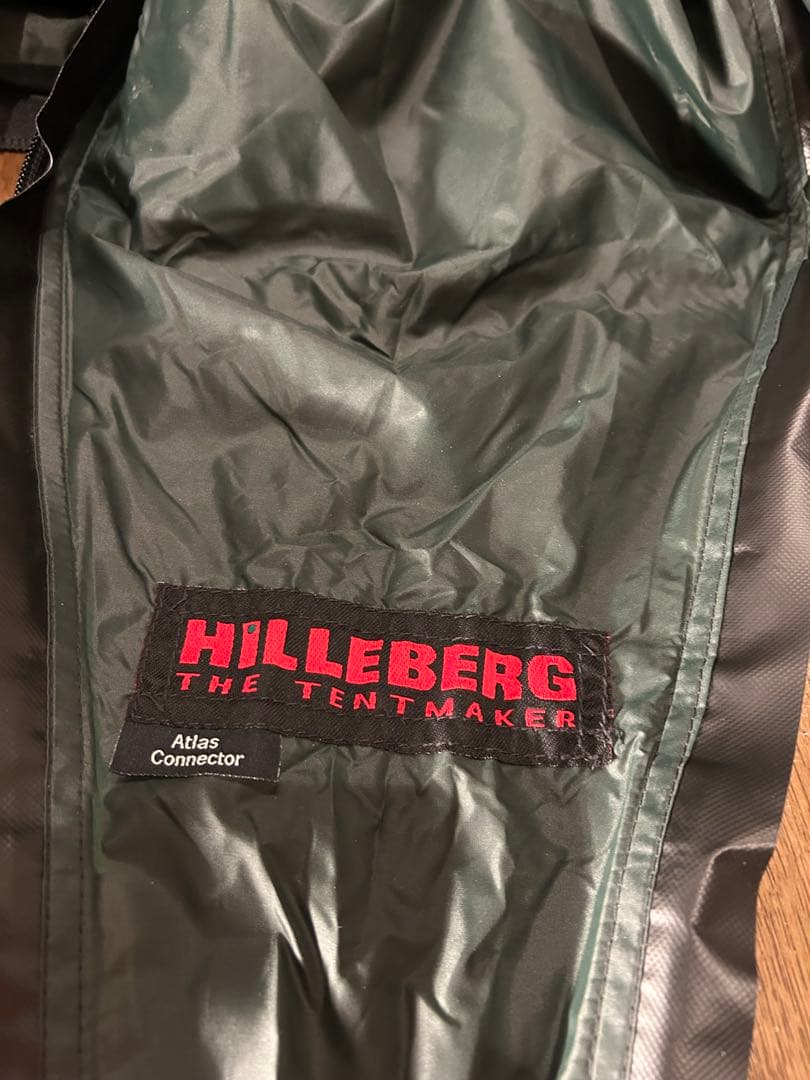 HiLLEBERG
THE TENTMAKER
Atlas
Connector